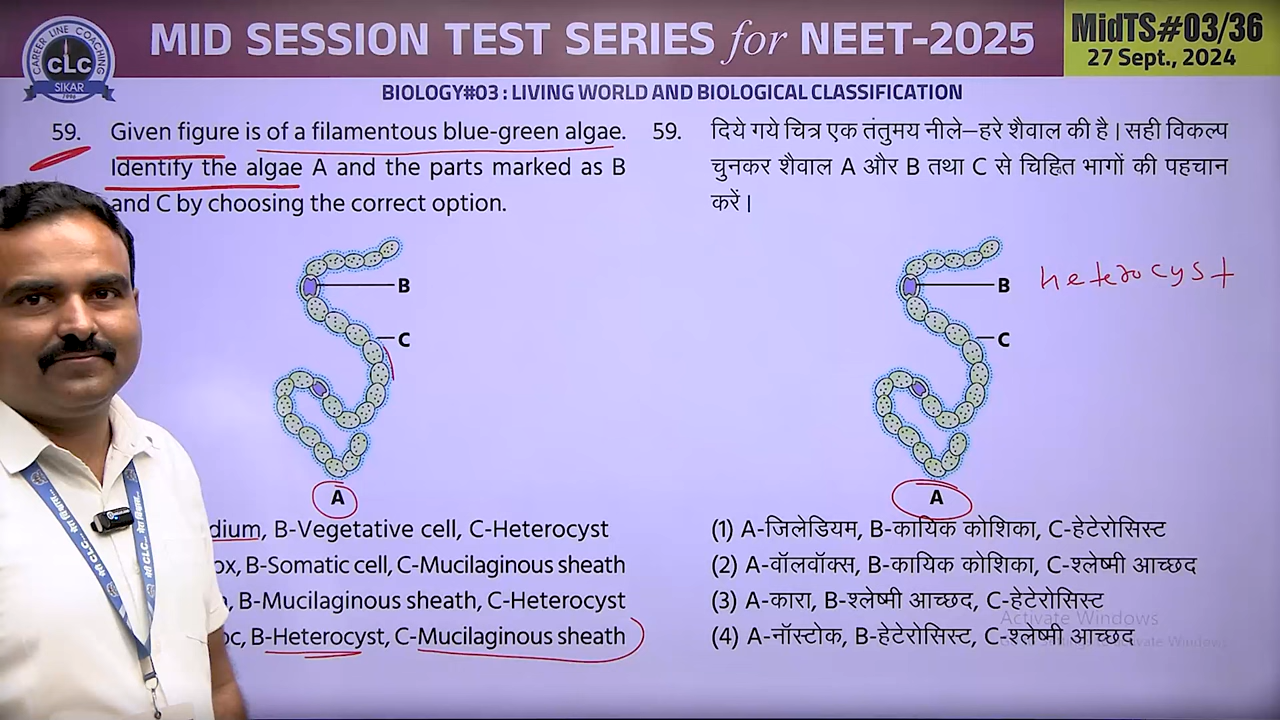 CAREER LINE COACHING
CLC
SIKAR
MID SESSION TEST SERIES for NEET-2025
MidTS#03/36
27 Sept., 2024
BIOLOGY#03 : LIVING WORLD AND BIOLOGICAL CLASSIFICATION
59. Given figure is of a filamentous blue-green algae.
Identify the algae A and the parts marked as B
and C by choosing the correct option.
B
C
A
dium, B-Vegetative cell, C-Heterocyst
ox, B-Somatic cell, C-Mucilaginous sheath
, B-Mucilaginous sheath, C-Heterocyst
oc, B-Heterocyst, C-Mucilaginous sheath
59. दिये गये चित्र एक तंतुमय नीले–हरे शैवाल की है। सही विकल्प
चुनकर शैवाल A और B तथा C से चिह्नित भागों की पहचान
करें।
B heterocyst
C
A
(1) A-जिलेडियम, B-कायिक कोशिका, C-हेटेरोसिस्ट
(2) A-वॉलवॉक्स, B-कायिक कोशिका, C-श्लेष्मी आच्छद
(3) A-कारा, B-श्लेष्मी आच्छद, C-हेटेरोसिस्ट
(4) A-नॉस्टोक, B-हेटेरोसिस्ट, C-श्लेष्मी आच्छद
Activate Windows